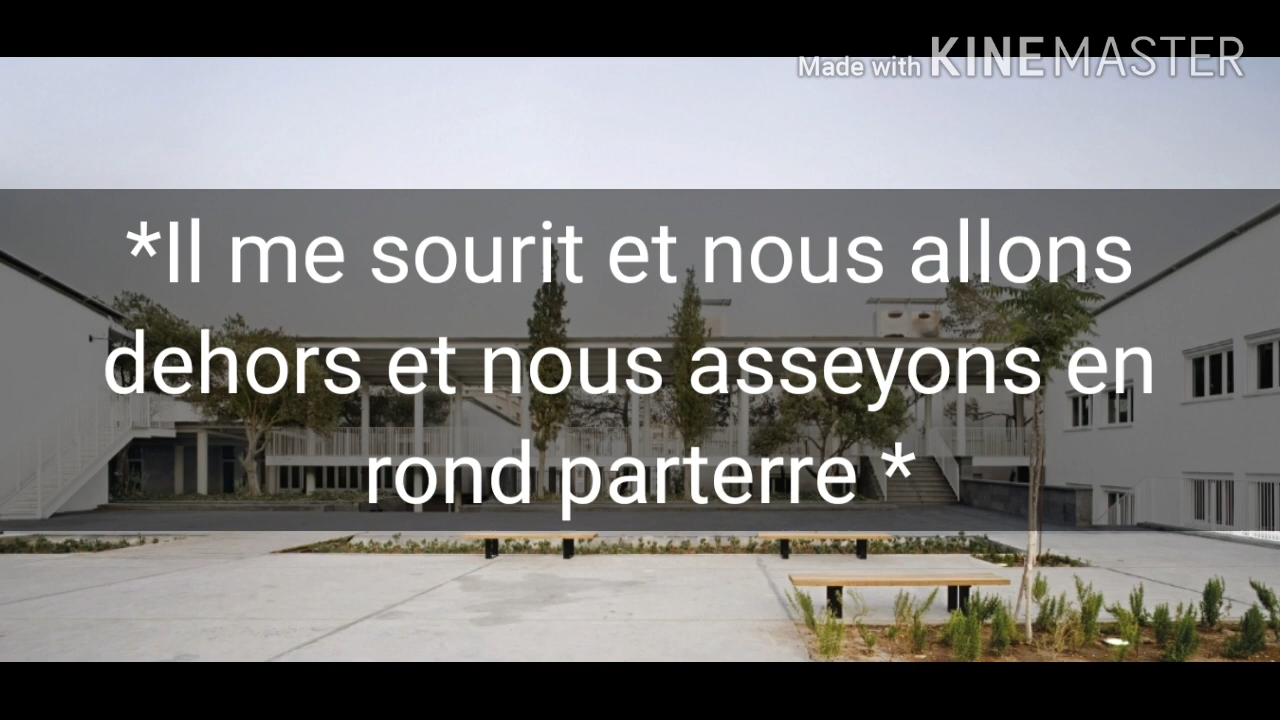 Made with KINEMASTER
*Il me sourit et nous allons
dehors et nous asseyons en
rond parterre *